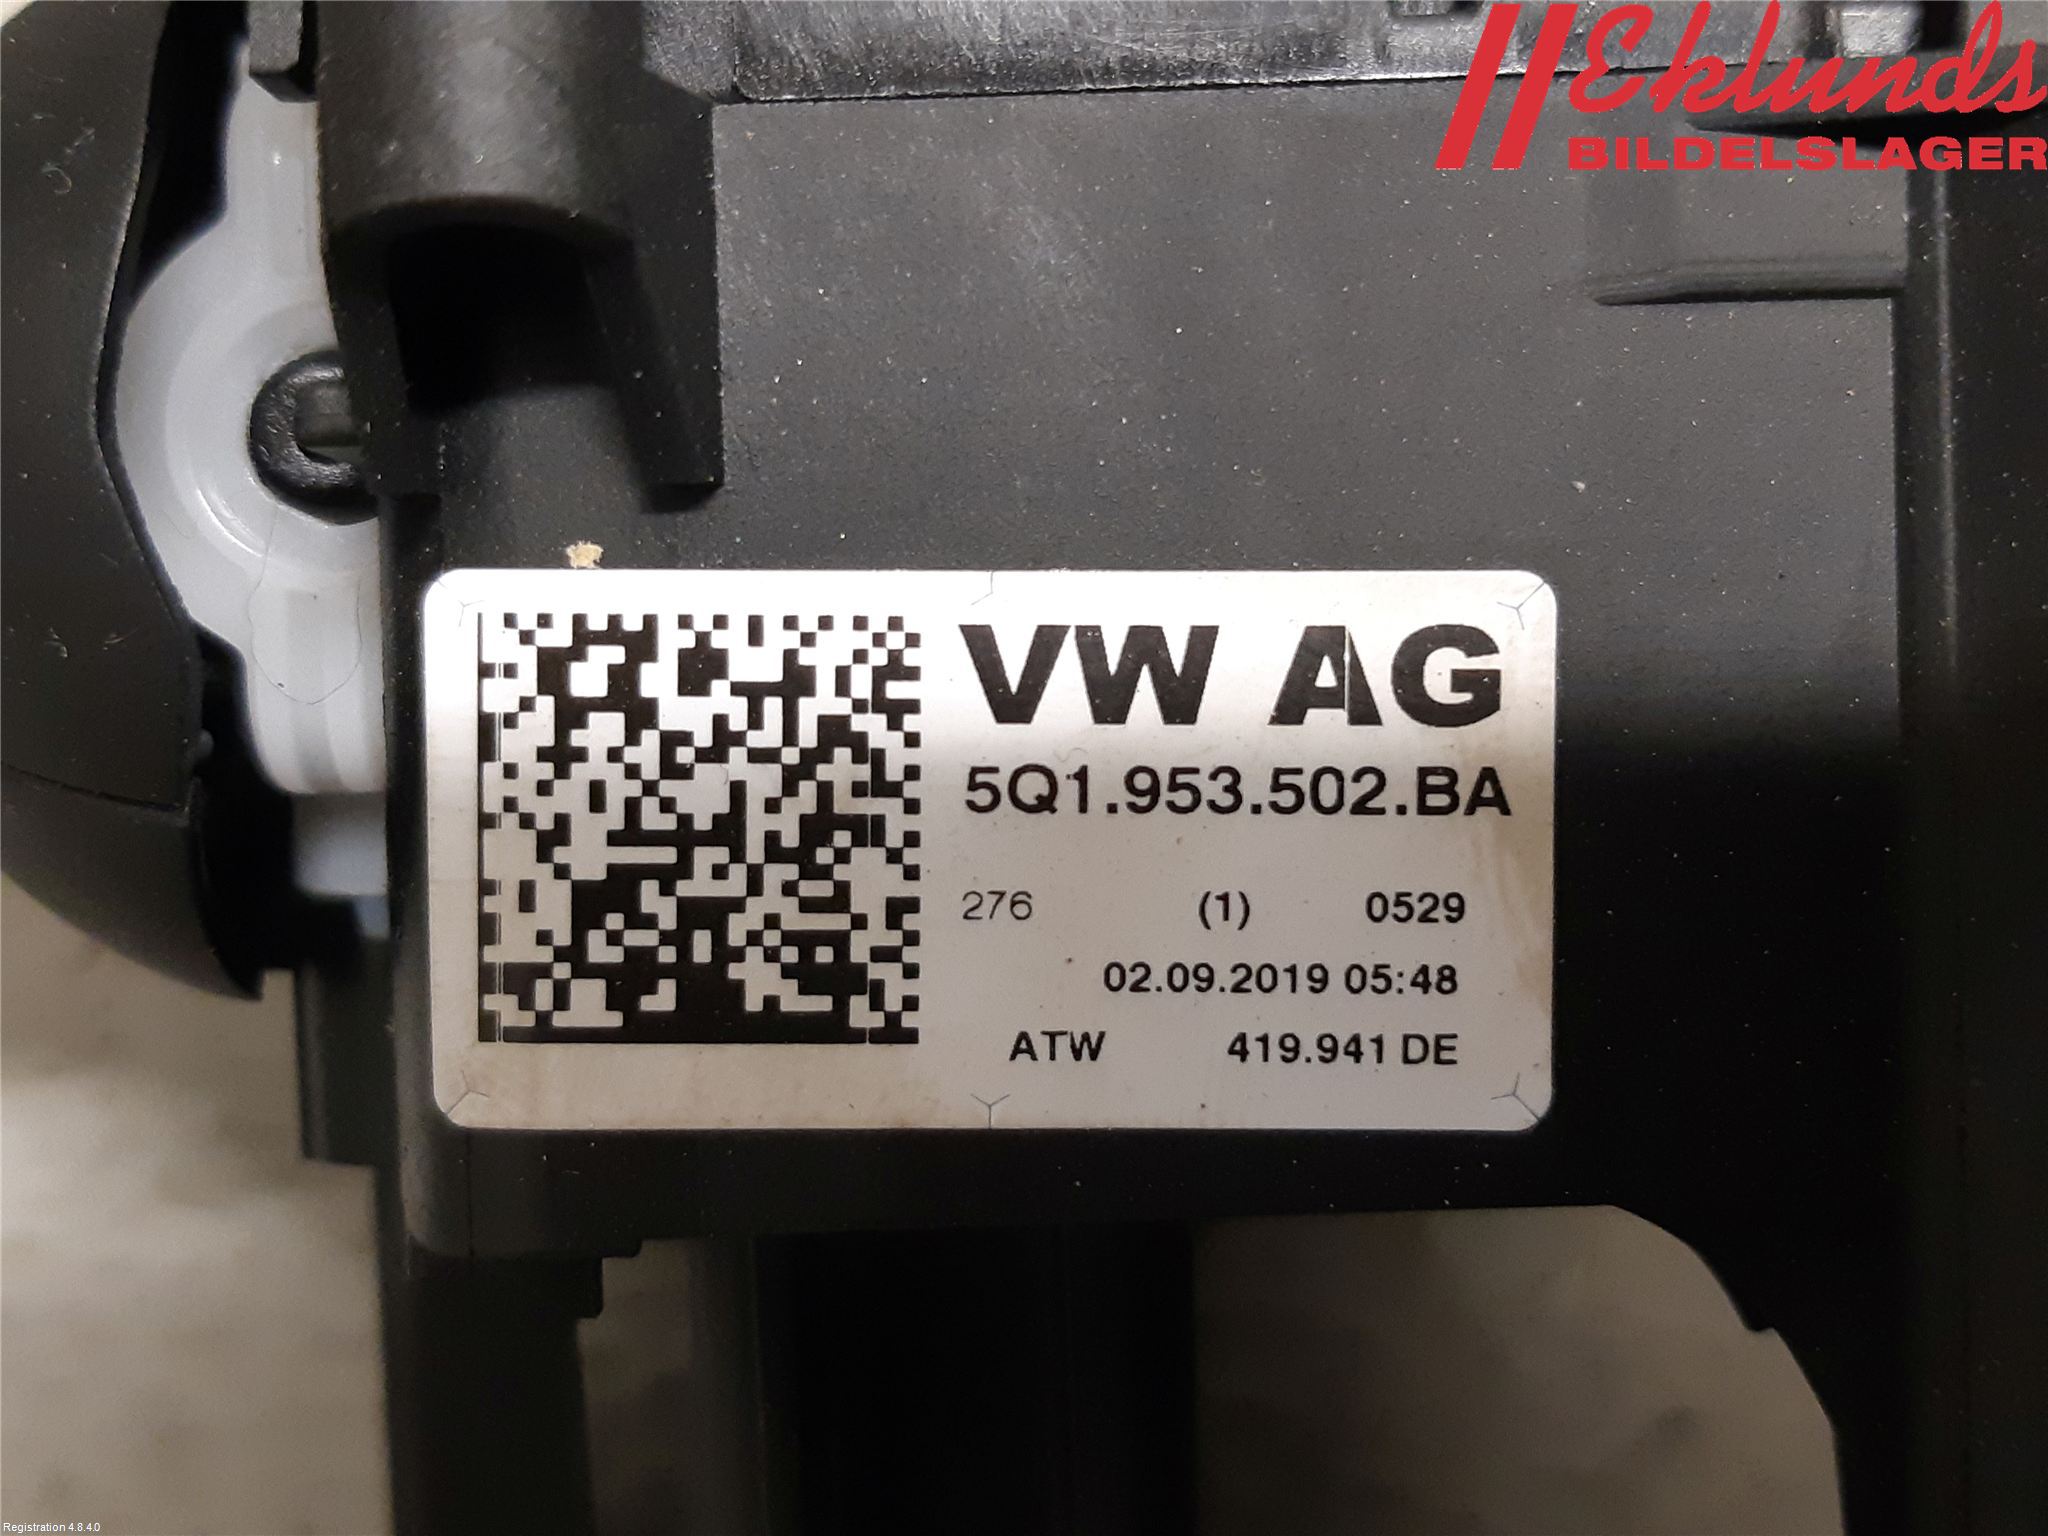 Eklunds
BILDELSLAGER
VW AG
5Q1.953.502.BA
276 (1) 0529
02.09.2019 05:48
ATW 419.941 DE
Registration 4.8.4.0